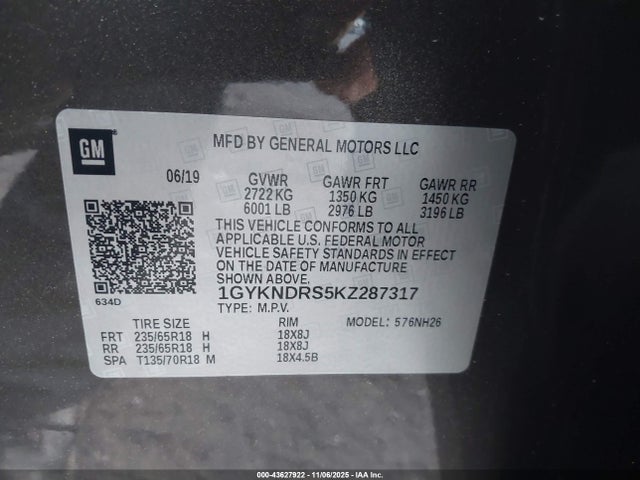 GM
MFD BY GENERAL MOTORS LLC
06/19 GVWR GAWR FRT GAWR RR
2722 KG 1350 KG 1450 KG
6001 LB 2976 LB 3196 LB
THIS VEHICLE CONFORMS TO ALL
APPLICABLE U.S. FEDERAL MOTOR
VEHICLE SAFETY STANDARDS IN EFFECT
ON THE DATE OF MANUFACTURE
SHOWN ABOVE.
1GYKNDRS5KZ287317
634D
TYPE: M.P.V.
TIRE SIZE RIM MODEL: 576NH26
FRT 235/65R18 H 18X8J
RR 235/65R18 H 18X8J
SPA T135/70R18 M 18X4.5B
000-43627922 | 11/06/2025 | IAA Inc.